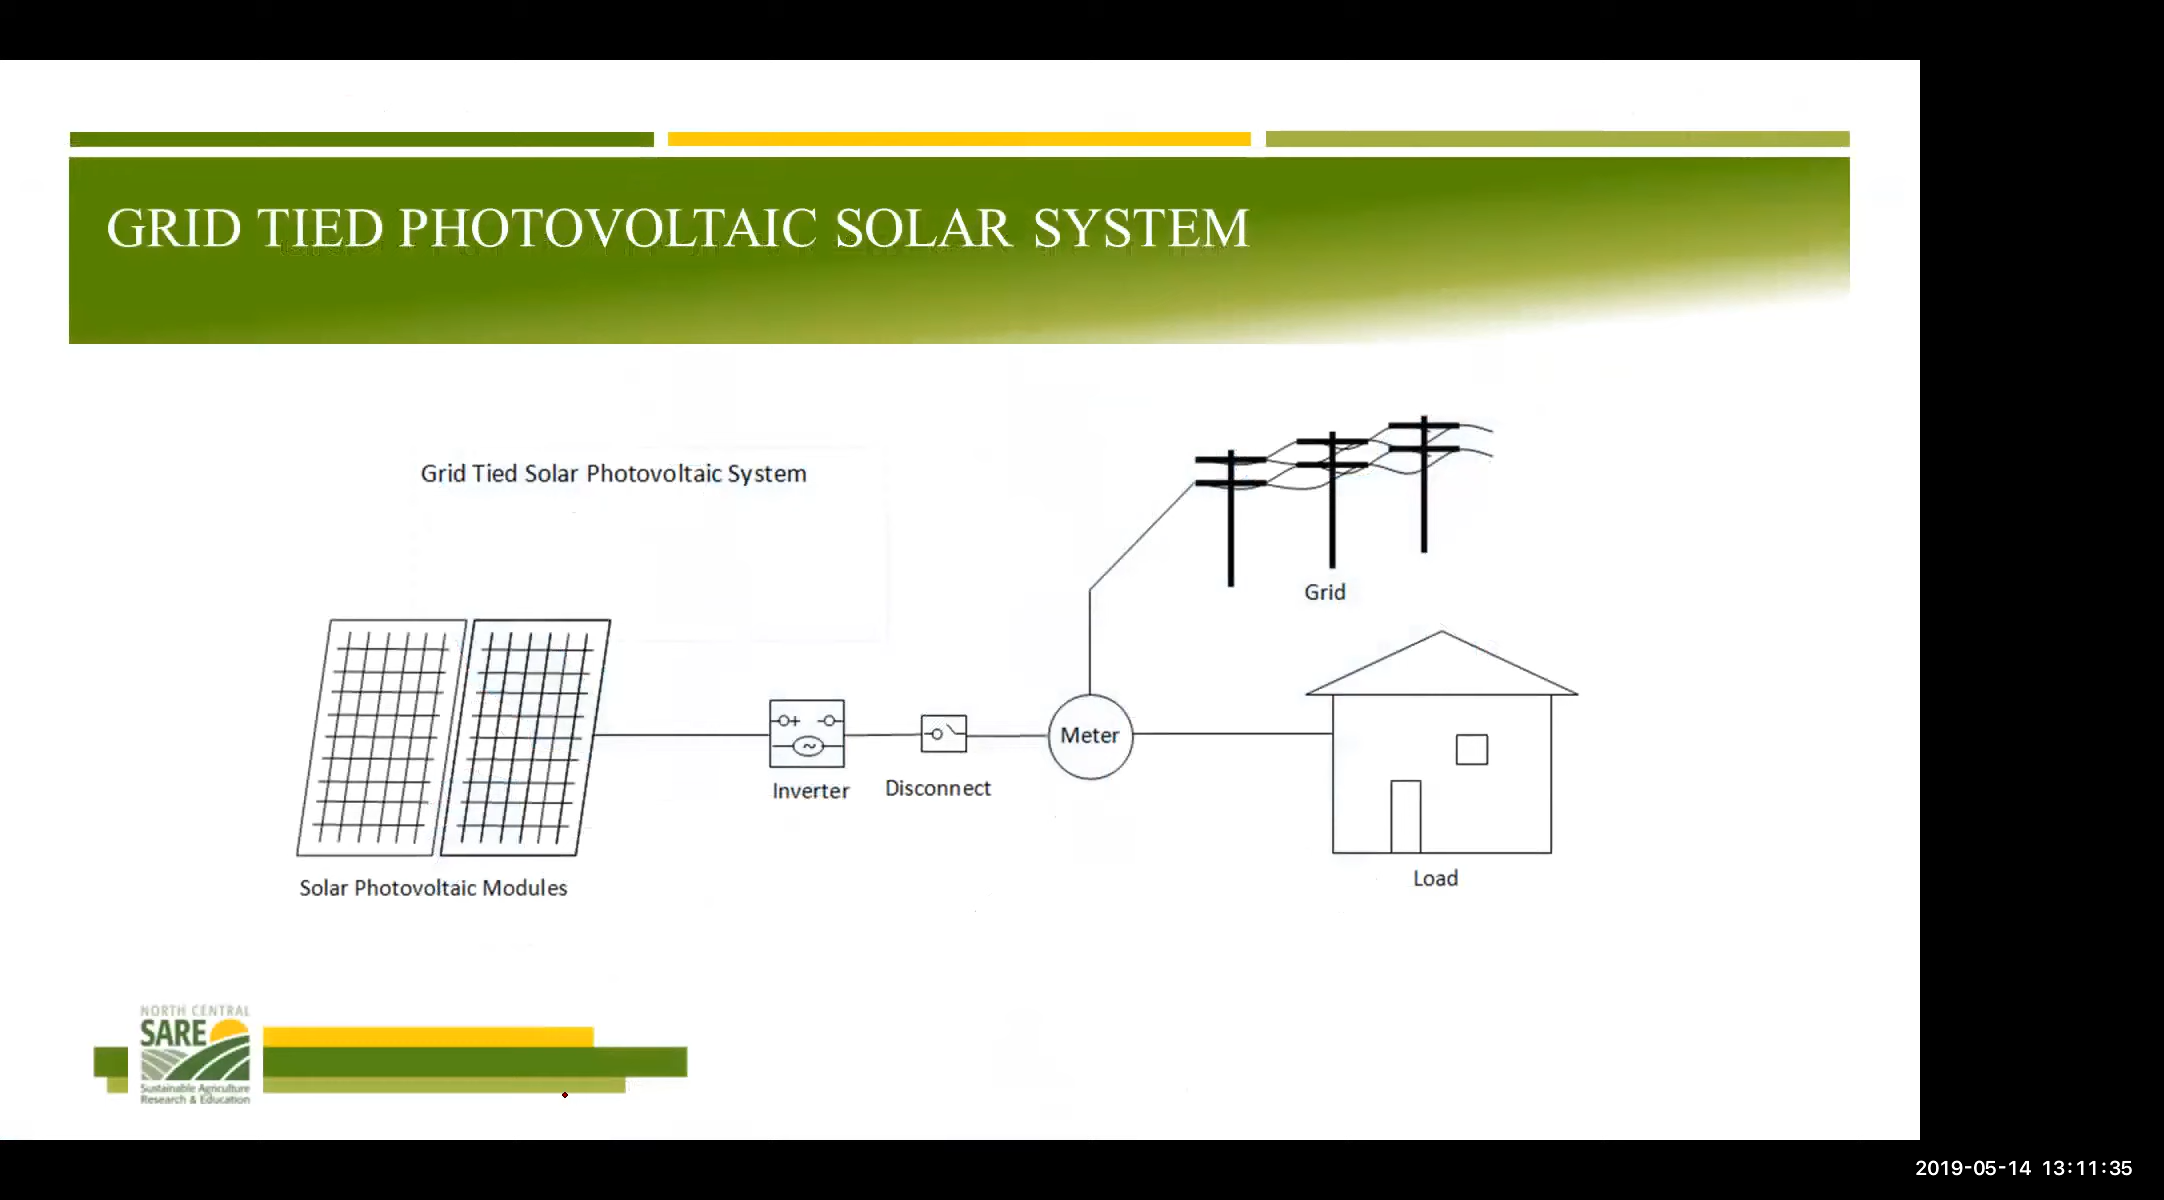 GRID TIED PHOTOVOLTAIC SOLAR SYSTEM
Grid Tied Solar Photovoltaic System
Grid
Meter
Inverter
Disconnect
Load
Solar Photovoltaic Modules
NORTH CENTRAL
SARE
Sustainable Agriculture
Research & Education
2019-05-14 13:11:35